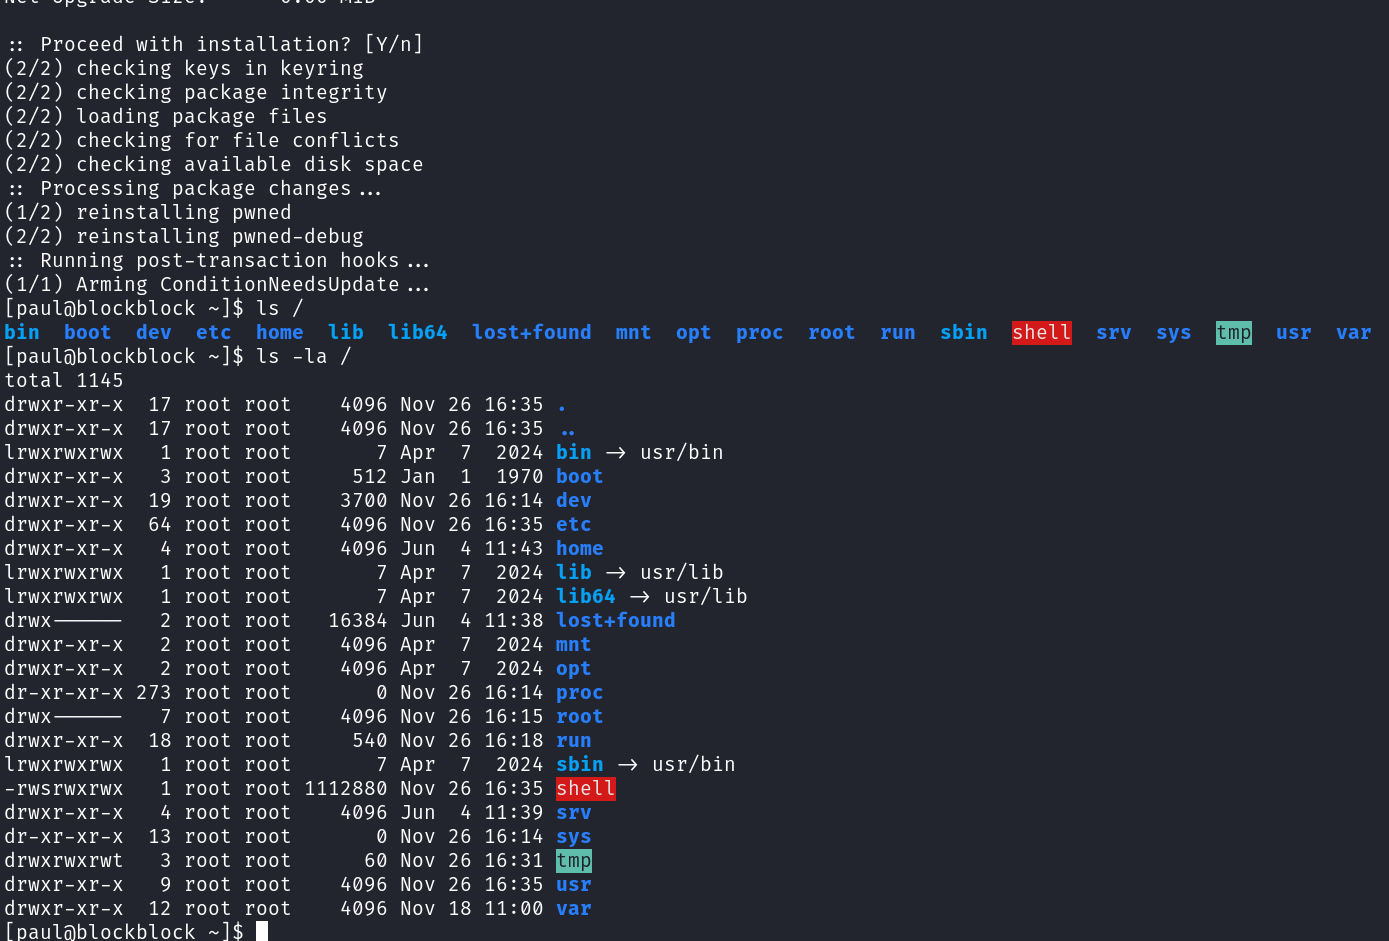 Net Upgrade Size:      0.00 MiB
:: Proceed with installation? [Y/n]
(2/2) checking keys in keyring
(2/2) checking package integrity
(2/2) loading package files
(2/2) checking for file conflicts
(2/2) checking available disk space
:: Processing package changes...
(1/2) reinstalling pwned
(2/2) reinstalling pwned-debug
:: Running post-transaction hooks...
(1/1) Arming ConditionNeedsUpdate...
[paul@blockblock ~]$ ls /
bin  boot  dev  etc  home  lib  lib64  lost+found  mnt  opt  proc  root  run  sbin  shell  srv  sys  tmp  usr  var
[paul@blockblock ~]$ ls -la /
total 1145
drwxr-xr-x  17 root root    4096 Nov 26 16:35 .
drwxr-xr-x  17 root root    4096 Nov 26 16:35 ..
lrwxrwxrwx   1 root root       7 Apr  7  2024 bin -> usr/bin
drwxr-xr-x   3 root root     512 Jan  1  1970 boot
drwxr-xr-x  19 root root    3700 Nov 26 16:14 dev
drwxr-xr-x  64 root root    4096 Nov 26 16:35 etc
drwxr-xr-x   4 root root    4096 Jun  4 11:43 home
lrwxrwxrwx   1 root root       7 Apr  7  2024 lib -> usr/lib
lrwxrwxrwx   1 root root       7 Apr  7  2024 lib64 -> usr/lib
drwx------   2 root root   16384 Jun  4 11:38 lost+found
drwxr-xr-x   2 root root    4096 Apr  7  2024 mnt
drwxr-xr-x   2 root root    4096 Apr  7  2024 opt
dr-xr-xr-x 273 root root       0 Nov 26 16:14 proc
drwx------   7 root root    4096 Nov 26 16:15 root
drwxr-xr-x  18 root root     540 Nov 26 16:18 run
lrwxrwxrwx   1 root root       7 Apr  7  2024 sbin -> usr/bin
-rwsrwxrwx   1 root root 1112880 Nov 26 16:35 shell
drwxr-xr-x   4 root root    4096 Jun  4 11:39 srv
dr-xr-xr-x  13 root root       0 Nov 26 16:14 sys
drwxrwxrwt   3 root root      60 Nov 26 16:31 tmp
drwxr-xr-x   9 root root    4096 Nov 26 16:35 usr
drwxr-xr-x  12 root root    4096 Nov 18 11:00 var
[paul@blockblock ~]$